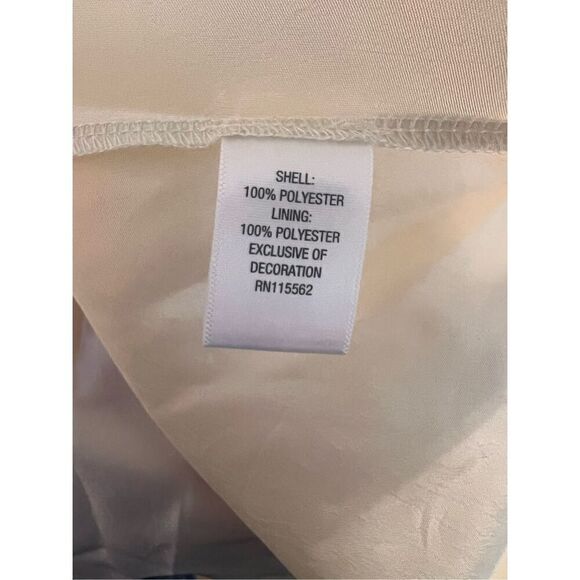 SHELL:
100% POLYESTER
LINING:
100% POLYESTER
EXCLUSIVE OF
DECORATION
RN115562